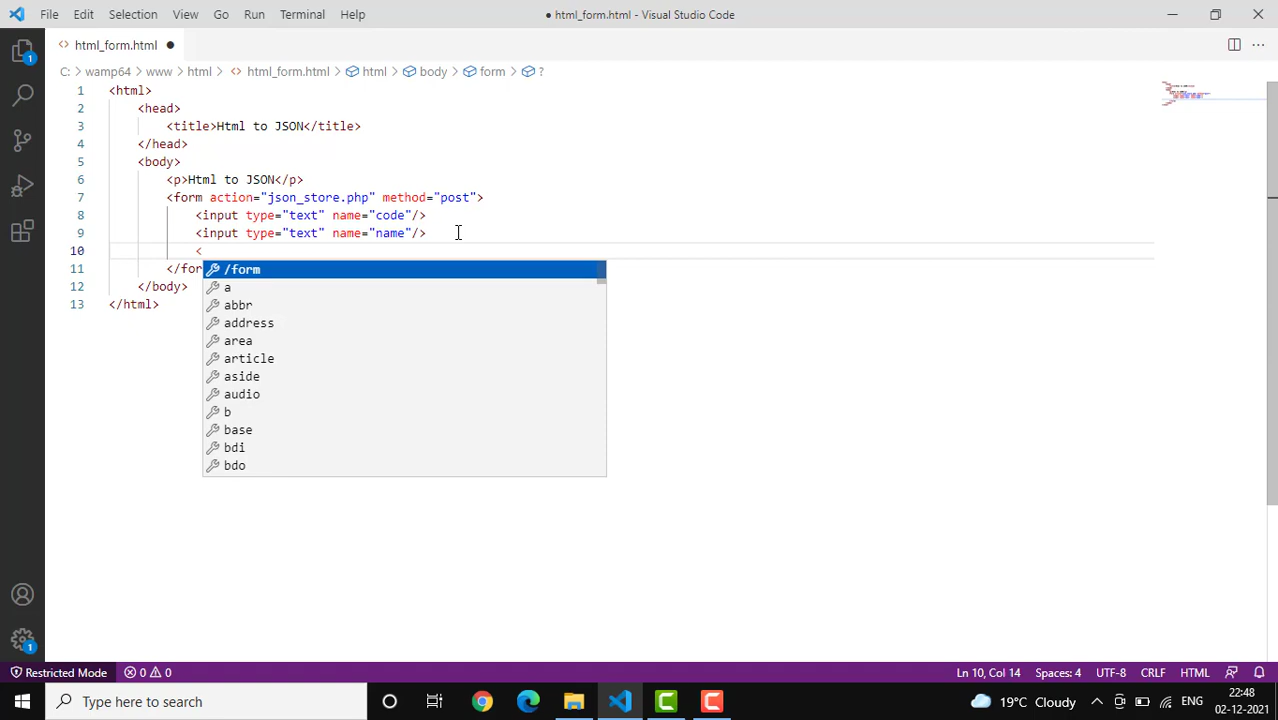 File Edit Selection View Go Run Terminal Help
● html_form.html - Visual Studio Code
<> html_form.html ●
C: > wamp64 > www > html > <> html_form.html > html > body > form > ?
1 <html>
2 <head>
3 <title>Html to JSON</title>
4 </head>
5 <body>
6 <p>Html to JSON</p>
7 <form action="json_store.php" method="post">
8 <input type="text" name="code"/>
9 <input type="text" name="name"/>
10 <
11 </for
/form
a
12 </body>
abbr
13 </html>
address
area
article
aside
audio
b
base
bdi
bdo
1
1
Restricted Mode 0 0 Ln 10, Col 14 Spaces: 4 UTF-8 CRLF HTML
Type here to search
19°C Cloudy ENG
22:48
02-12-2021